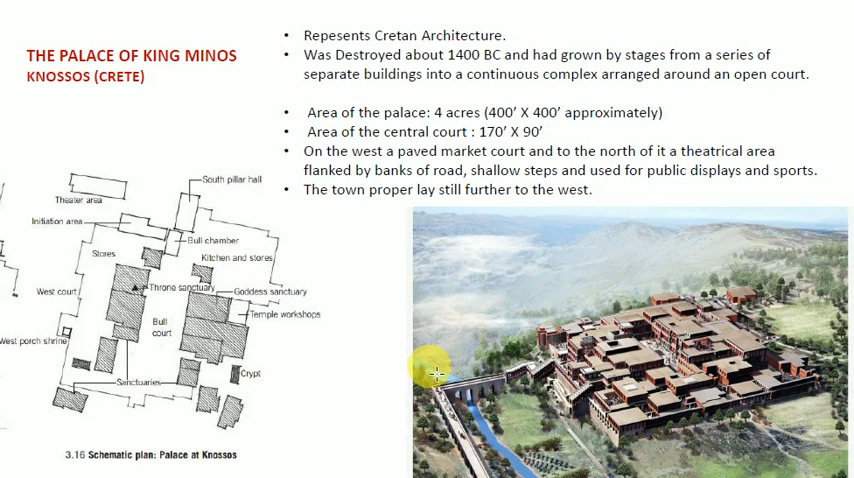 THE PALACE OF KING MINOS
KNOSSOS (CRETE)
• Repesents Cretan Architecture.
• Was Destroyed about 1400 BC and had grown by stages from a series of
separate buildings into a continuous complex arranged around an open court.
• Area of the palace: 4 acres (400’ X 400’ approximately)
• Area of the central court : 170’ X 90’
• On the west a paved market court and to the north of it a theatrical area
flanked by banks of road, shallow steps and used for public displays and sports.
• The town proper lay still further to the west.
South pillar hall
Theater area
Initiation area
Bull chamber
Stores
Kitchen and stores
West court
Throne sanctuary
Goddess sanctuary
Temple workshops
Bull
court
West porch shrine
Crypt
Sanctuaries
3.16 Schematic plan: Palace at Knossos